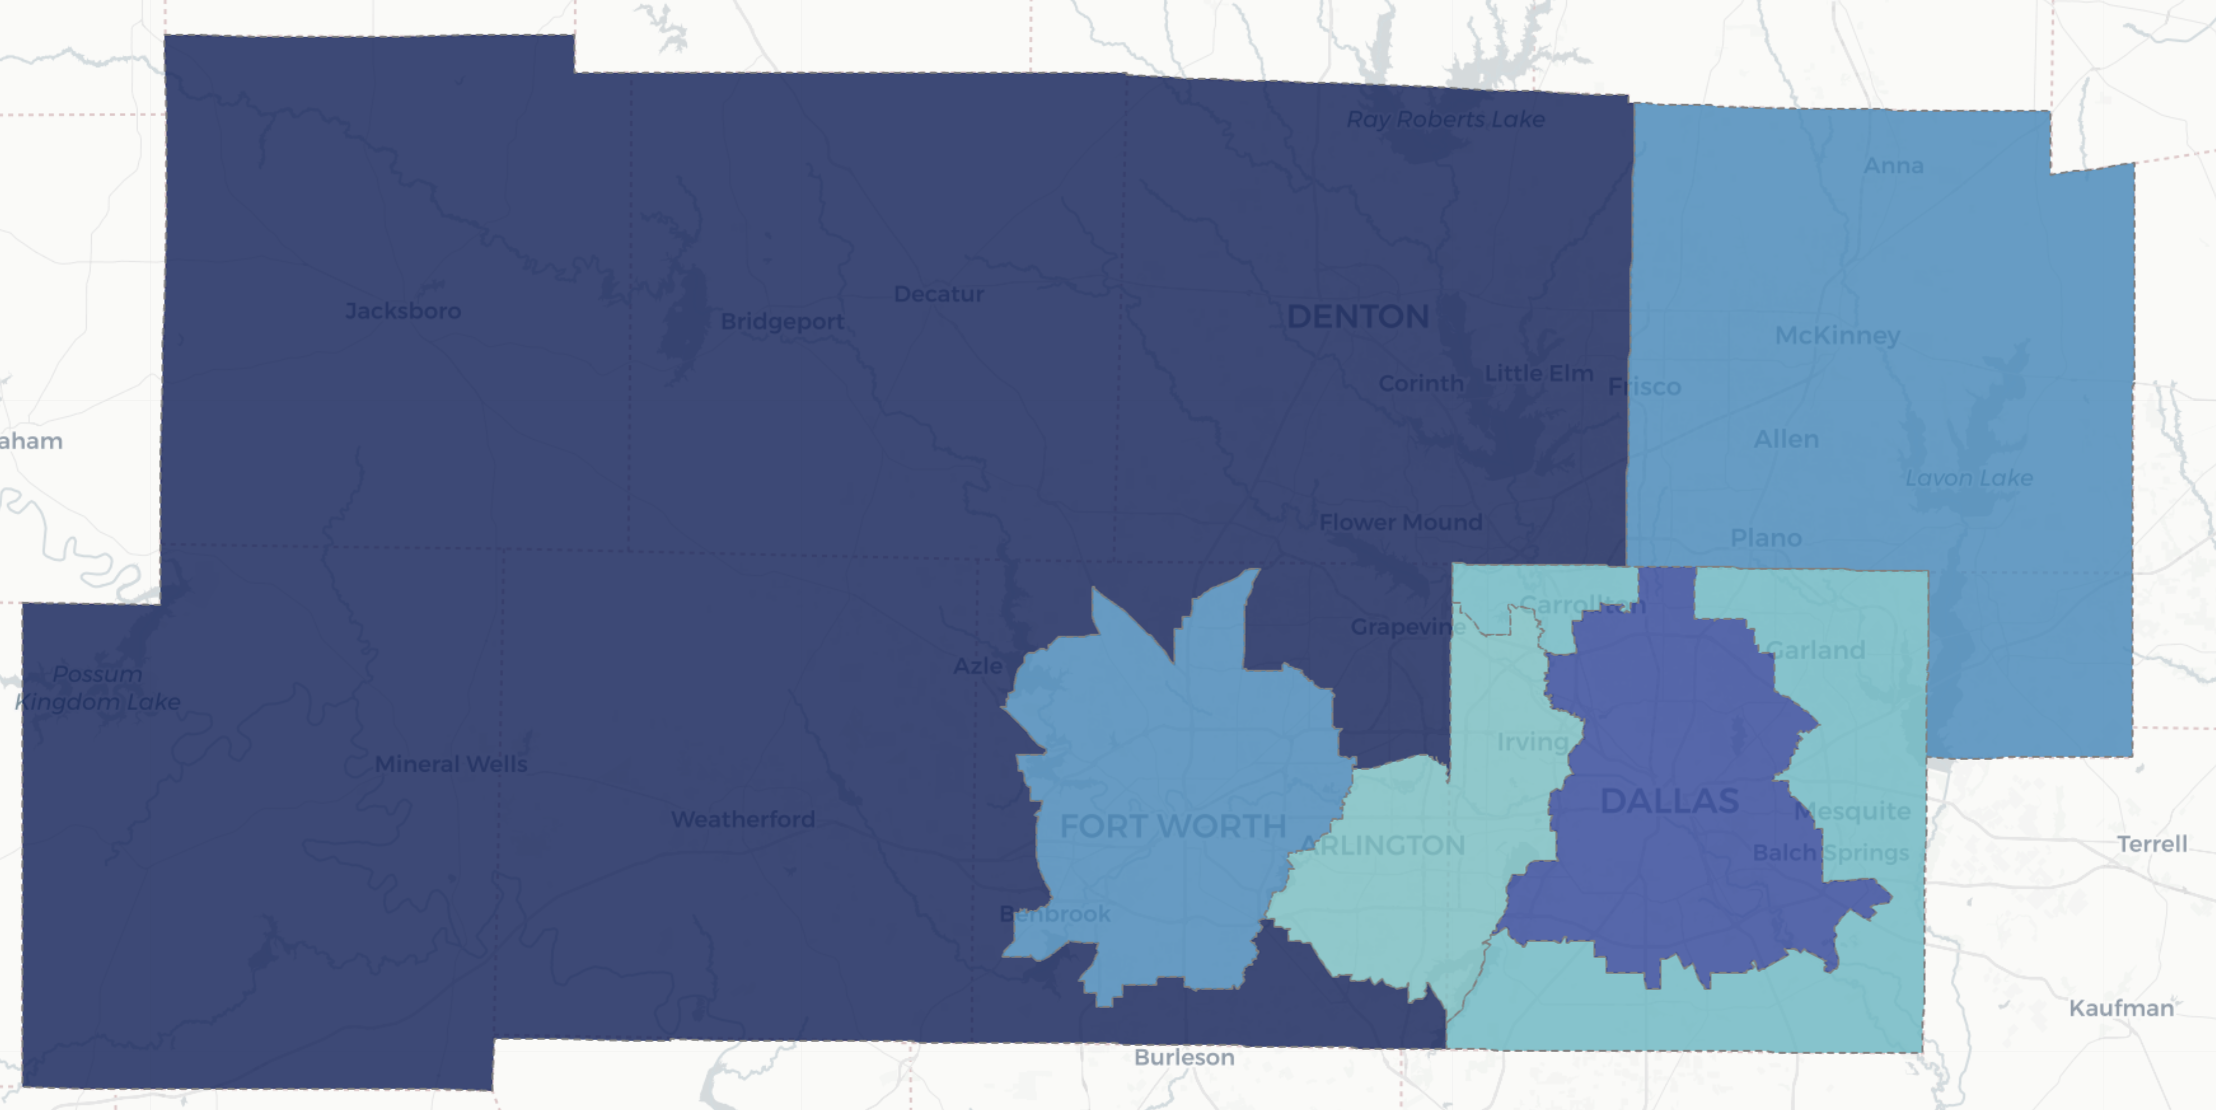 Ray Roberts Lake
Anna
Decatur
Jacksboro
Bridgeport
DENTON
McKinney
Little Elm
Corinth
Frisco
aham
Allen
Lavon Lake
Flower Mound
Plano
Carrollton
Grapevine
Garland
Azle
Possum
Kingdom Lake
Irving
Mineral Wells
DALLAS
Mesquite
Weatherford
FORT WORTH
ARLINGTON
Terrell
Balch Springs
Benbrook
Kaufman
Burleson